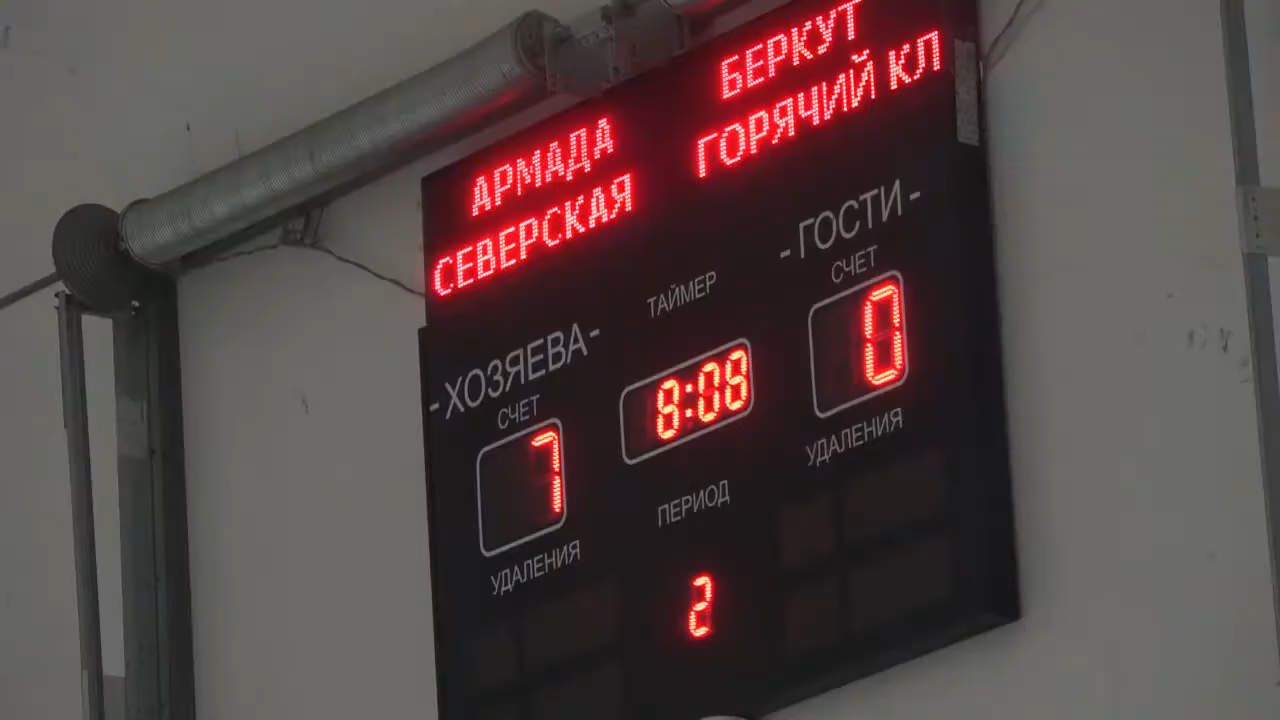 АРМАДА
СЕВЕРСКАЯ
БЕРКУТ
ГОРЯЧИЙ КЛ
-ХОЗЯЕВА-
СЧЕТ
7
УДАЛЕНИЯ
ТАЙМЕР
8:08
ПЕРИОД
2
-ГОСТИ-
СЧЕТ
0
УДАЛЕНИЯ